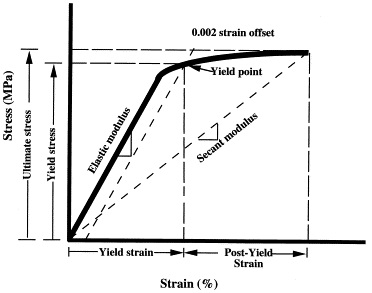 0.002 strain offset
Yield point
Stress (MPa)
Ultimate stress
Yield stress
Elastic modulus
Secant modulus
Yield strain
Post-Yield
Strain
Strain (%)